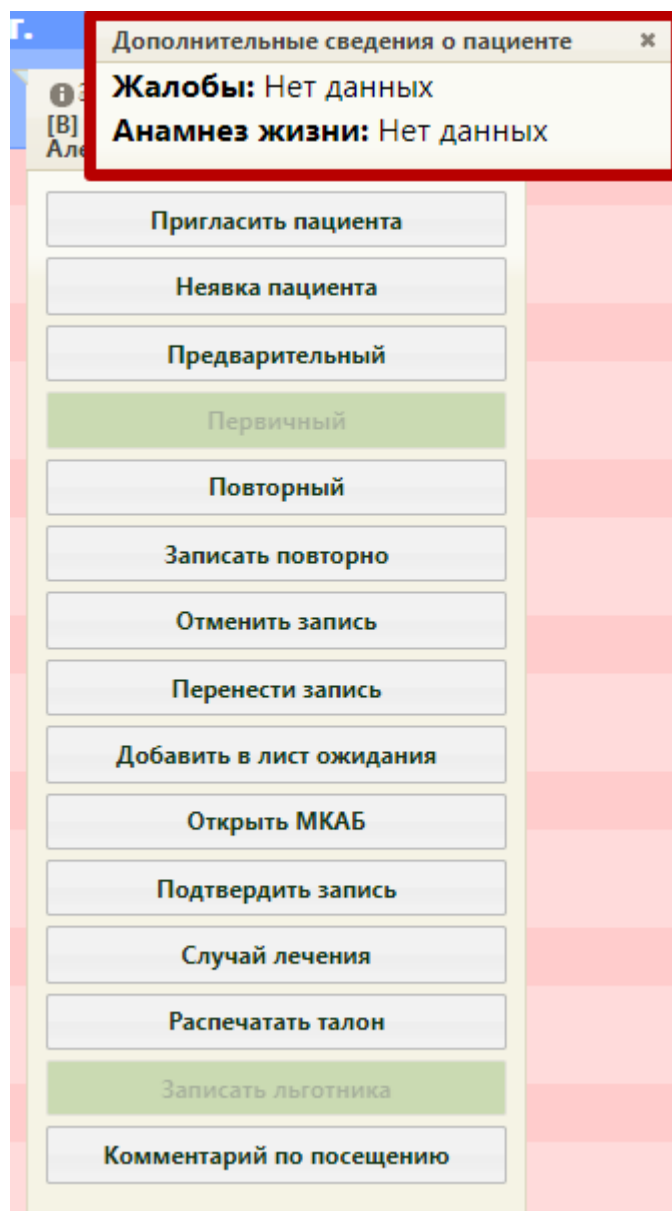 г.
Дополнительные сведения о пациенте
Жалобы: Нет данных
[В]
Анамнез жизни: Нет данных
Пригласить пациента
Неявка пациента
Предварительный
Первичный
Повторный
Записать повторно
Отменить запись
Перенести запись
Добавить в лист ожидания
Открыть МКАБ
Подтвердить запись
Случай лечения
Распечатать талон
Записать льготника
Комментарий по посещению